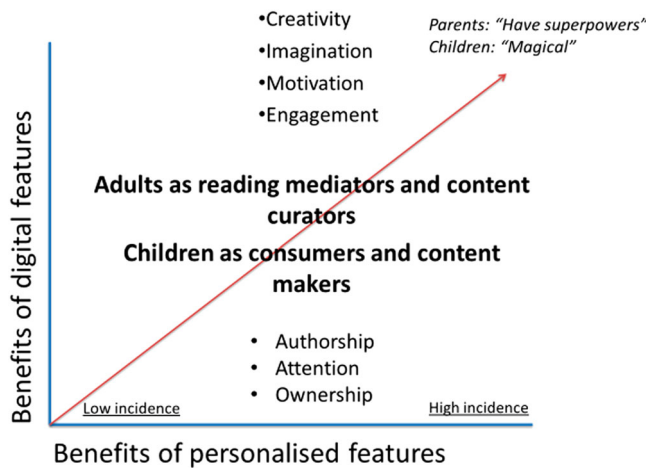 •Creativity
•Imagination
•Motivation
•Engagement
Parents: “Have superpowers”
Children: “Magical”
Benefits of digital features
Adults as reading mediators and content
curators
Children as consumers and content
makers
• Authorship
• Attention
• Ownership
Low incidence
High incidence
Benefits of personalised features